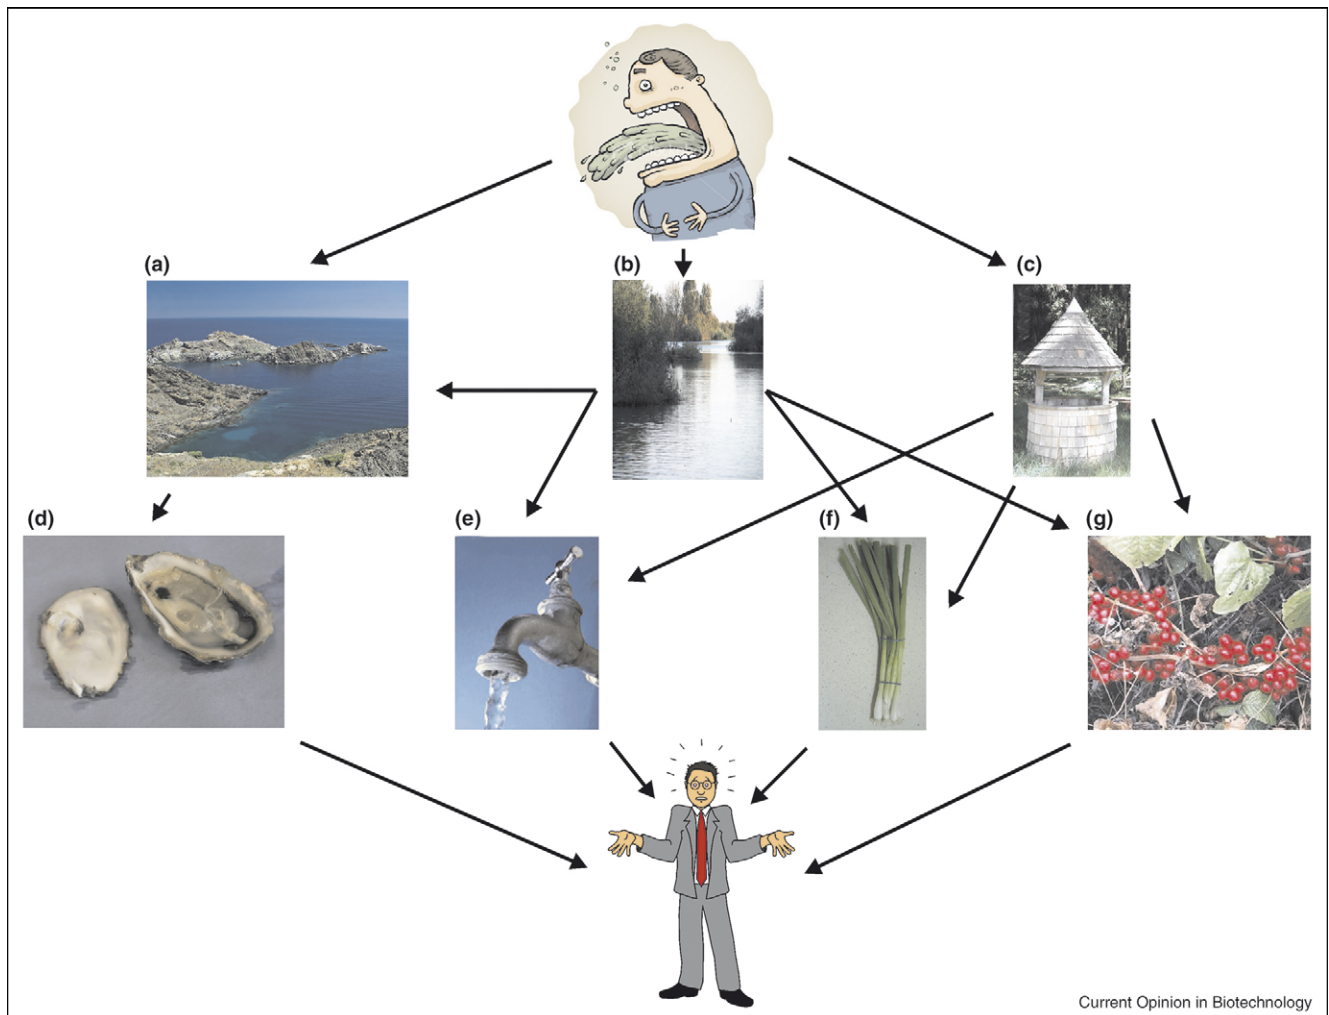 (a)
(b)
(c)
(d)
(e)
(f)
(g)
Current Opinion in Biotechnology